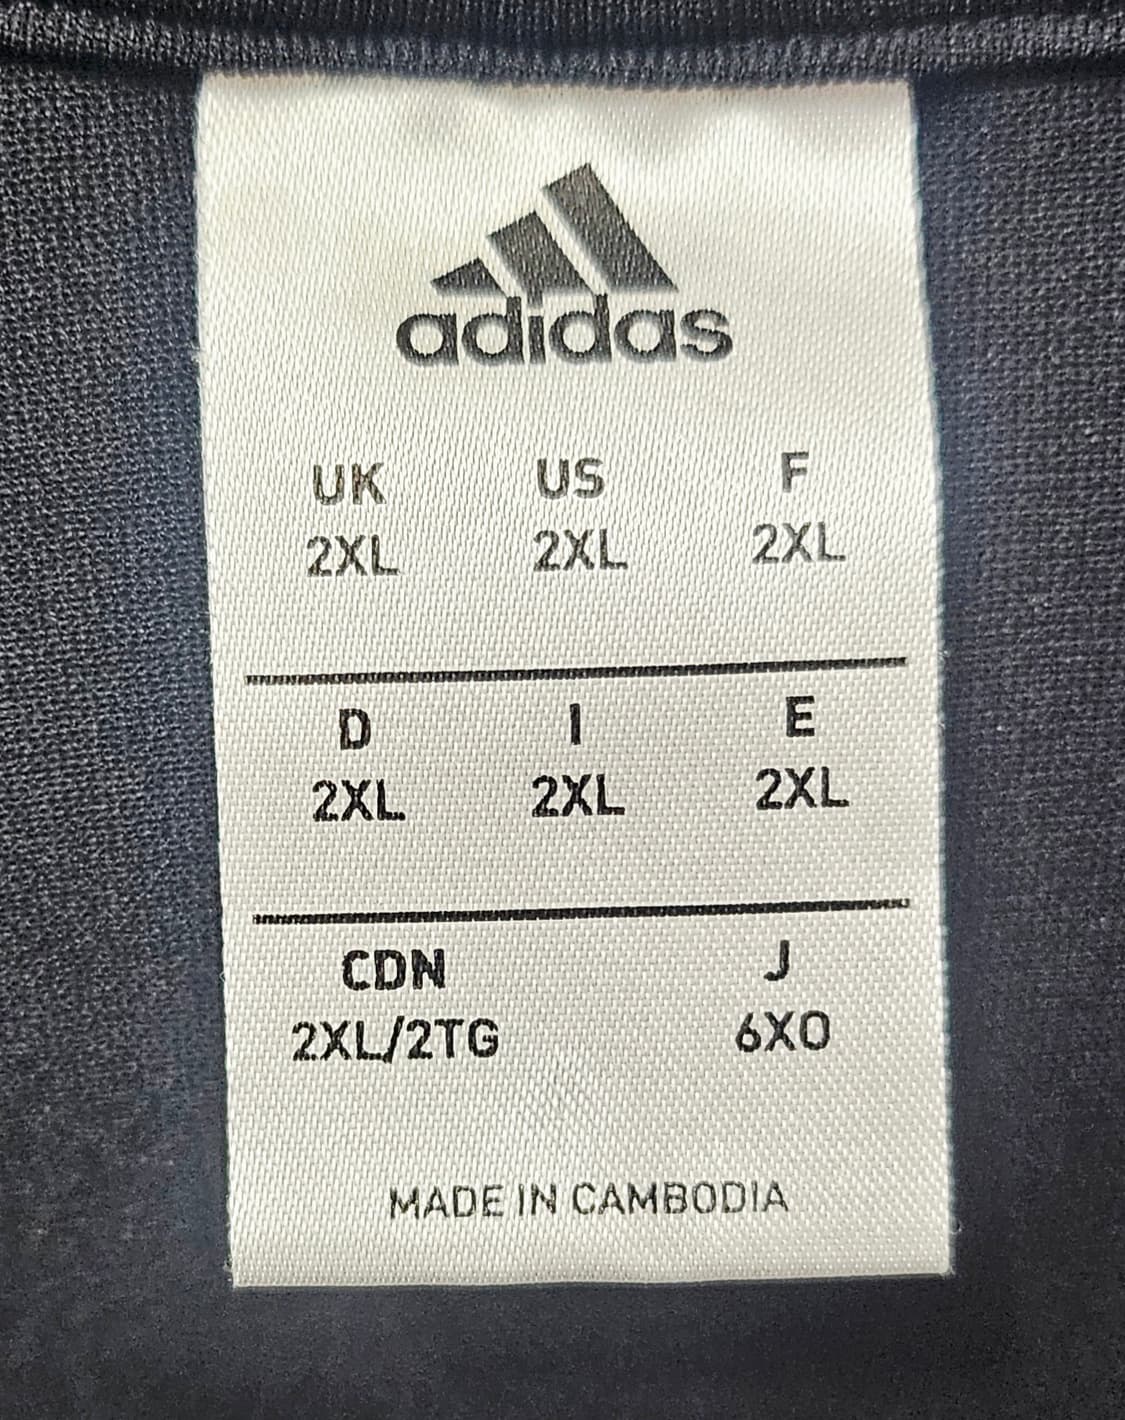 adidas
UK US F
2XL 2XL 2XL
D I E
2XL 2XL 2XL
CDN J
2XL/2TG 6XO
MADE IN CAMBODIA